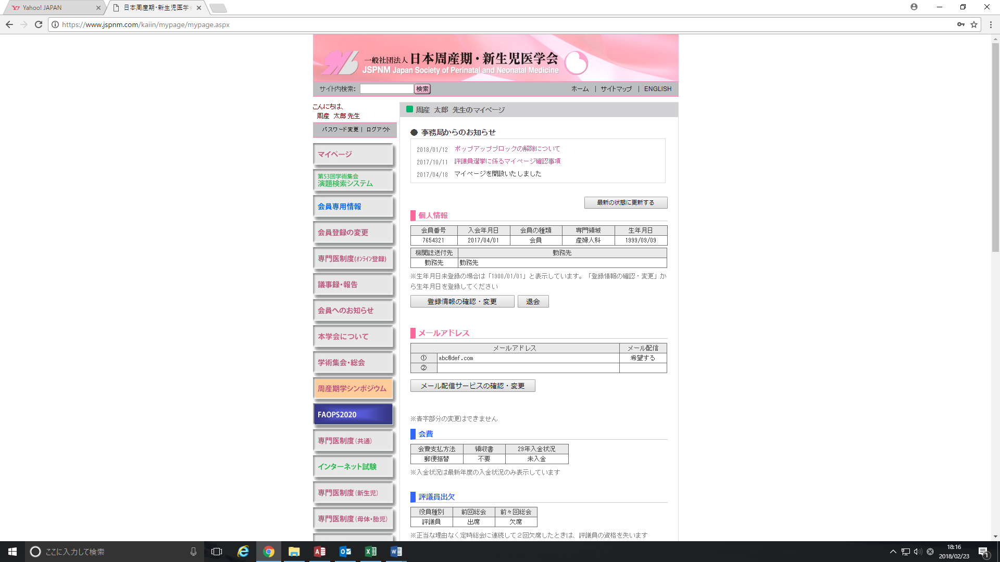 Yahoo! JAPAN
日本周産期・新生児医学
https://www.jspnm.com/kaiin/mypage/mypage.aspx
一般社団法人 日本周産期・新生児医学会
JSPNM Japan Society of Perinatal and Neonatal Medicine
サイト内検索: 検索 ホーム | サイトマップ | ENGLISH
こんにちは、
周産 太郎 先生
パスワード変更 | ログアウト
マイページ
第53回学術集会
演題検索システム
会員専用情報
会員登録の変更
専門医制度(オンライン登録)
議事録・報告
会員へのお知らせ
本学会について
学術集会・総会
周産期学シンポジウム
FAOPS2020
専門医制度(共通)
インターネット試験
専門医制度(新生児)
専門医制度(母体・胎児)
周産 太郎 先生のマイページ
● 事務局からのお知らせ
2018/01/12 ポップアップブロックの解除について
2017/10/11 評議員選挙に係るマイページ確認事項
2017/04/18 マイページを開設いたしました
最新の状態に更新する
個人情報
会員番号 入会年月日 会員の種類 専門領域 生年月日
7654321 2017/04/01 会員 産婦人科 1999/09/09
機関誌送付先 勤務先
勤務先 勤務先
※生年月日未登録の場合は「1900/01/01」と表示しています。「登録情報の確認・変更」か
ら生年月日を登録してください
登録情報の確認・変更 退会
メールアドレス
メールアドレス メール配信
① abc@def.com 希望する
②
メール配信サービスの確認・変更
※青字部分の変更はできません
会費
会費支払方法 領収書 29年入金状況
郵便振替 不要 未入金
※入金状況は最新年度の入金状況のみ表示しています
評議員出欠
役員種別 前回総会 前々回総会
評議員 出席 欠席
※正当な理由なく定時総会に連続して２回欠席したときは、評議員の資格を失います
ここに入力して検索
18:16
2018/02/23
1